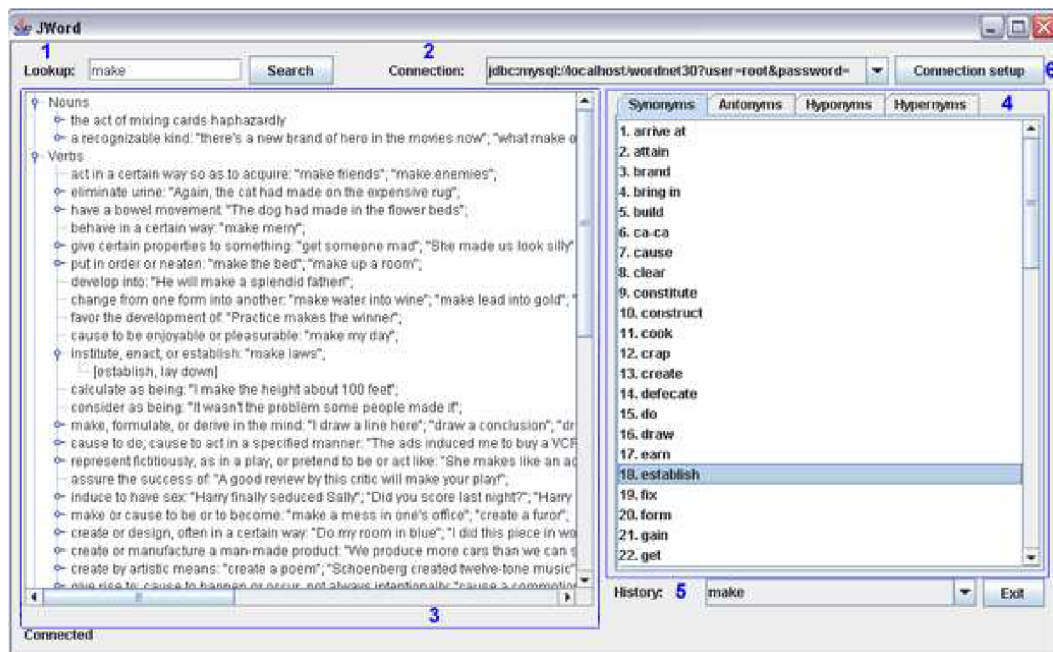 JWord
1 2
Lookup: make Search Connection: jdbc:mysql://localhost/wordnet30?user=root&password= Connection setup 6
Nouns
the act of mixing cards haphazardly
a recognizable kind: "there's a new brand of hero in the movies now"; "what make o
Verbs
act in a certain way so as to acquire: "make friends"; "make enemies";
eliminate urine: "Again, the cat had made on the expensive rug";
have a bowel movement: "The dog had made in the flower beds";
behave in a certain way: "make merry";
give certain properties to something: "get someone mad"; "She made us look silly"
put in order or neaten: "make the bed"; "make up a room";
develop into: "He will make a splendid father!";
change from one form into another: "make water into wine"; "make lead into gold"; "
favor the development of: "Practice makes the winner";
cause to be enjoyable or pleasurable: "make my day";
institute, enact, or establish: "make laws";
[establish, lay down]
calculate as being: "I make the height about 100 feet";
consider as being: "It wasn't the problem some people made it";
make, formulate, or derive in the mind: "I draw a line here"; "draw a conclusion"; "dr
cause to do; cause to act in a specified manner: "The ads induced me to buy a VCR
represent fictitiously, as in a play, or pretend to be or act like: "She makes like an ac
assure the success of: "A good review by this critic will make your play!";
induce to have sex: "Harry finally seduced Sally"; "Did you score last night?"; "Harry
make or cause to be or to become: "make a mess in one's office"; "create a furor";
create or design, often in a certain way: "Do my room in blue"; "I did this piece in wo
create or manufacture a man-made product: "We produce more cars than we can s
create by artistic means: "create a poem"; "Schoenberg created twelve-tone music"
give rise to; cause to happen or occur, not always intentionally: "cause a commotion
3
Connected
Synonyms Antonyms Hyponyms Hypernyms 4
1. arrive at
2. attain
3. brand
4. bring in
5. build
6. ca-ca
7. cause
8. clear
9. constitute
10. construct
11. cook
12. crap
13. create
14. defecate
15. do
16. draw
17. earn
18. establish
19. fix
20. form
21. gain
22. get
History: 5 make Exit